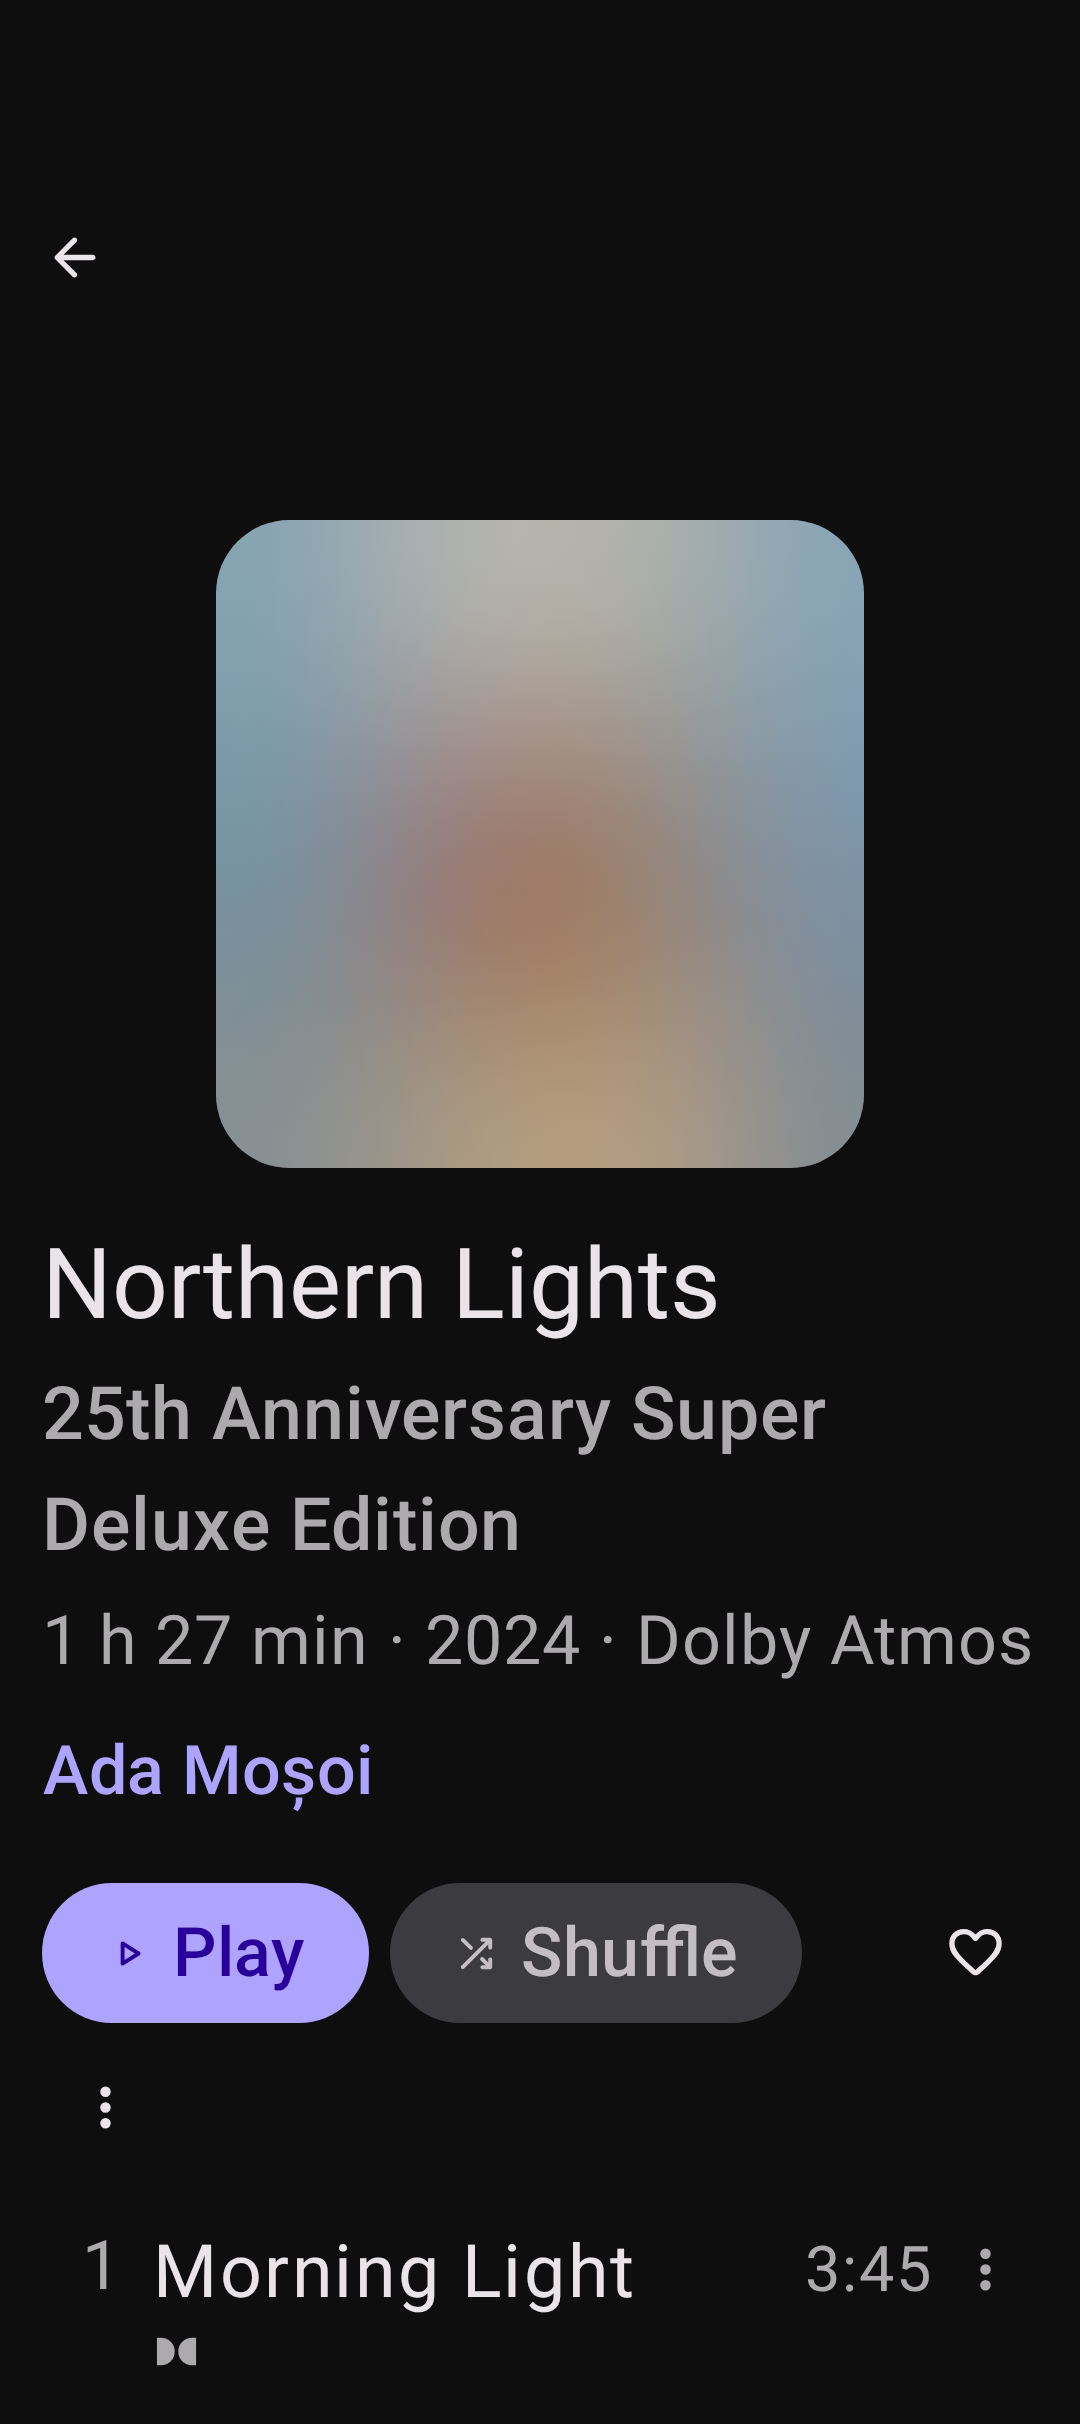 Northern Lights
25th Anniversary Super
Deluxe Edition
1 h 27 min · 2024 · Dolby Atmos
Ada Moșoi
Play
Shuffle
1 Morning Light 3:45